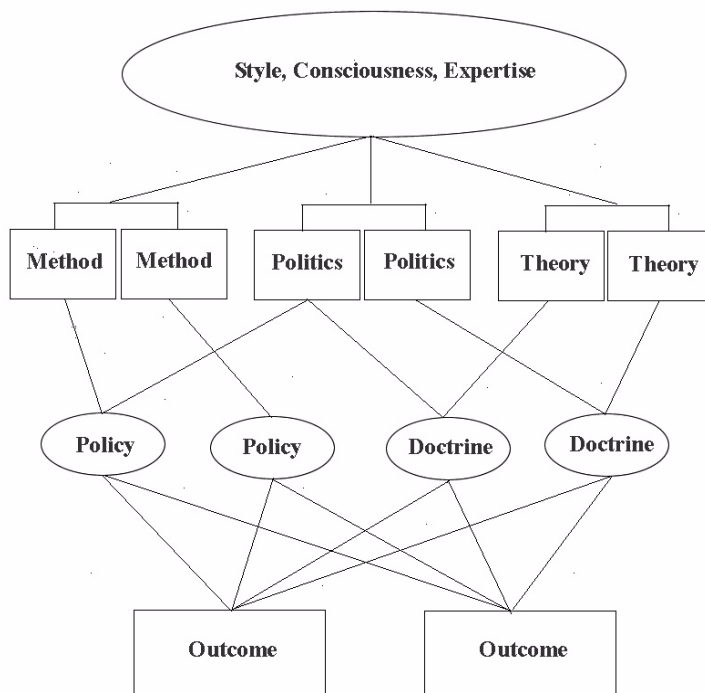 Style, Consciousness, Expertise
Method Method Politics Politics Theory Theory
Policy Policy Doctrine Doctrine
Outcome Outcome